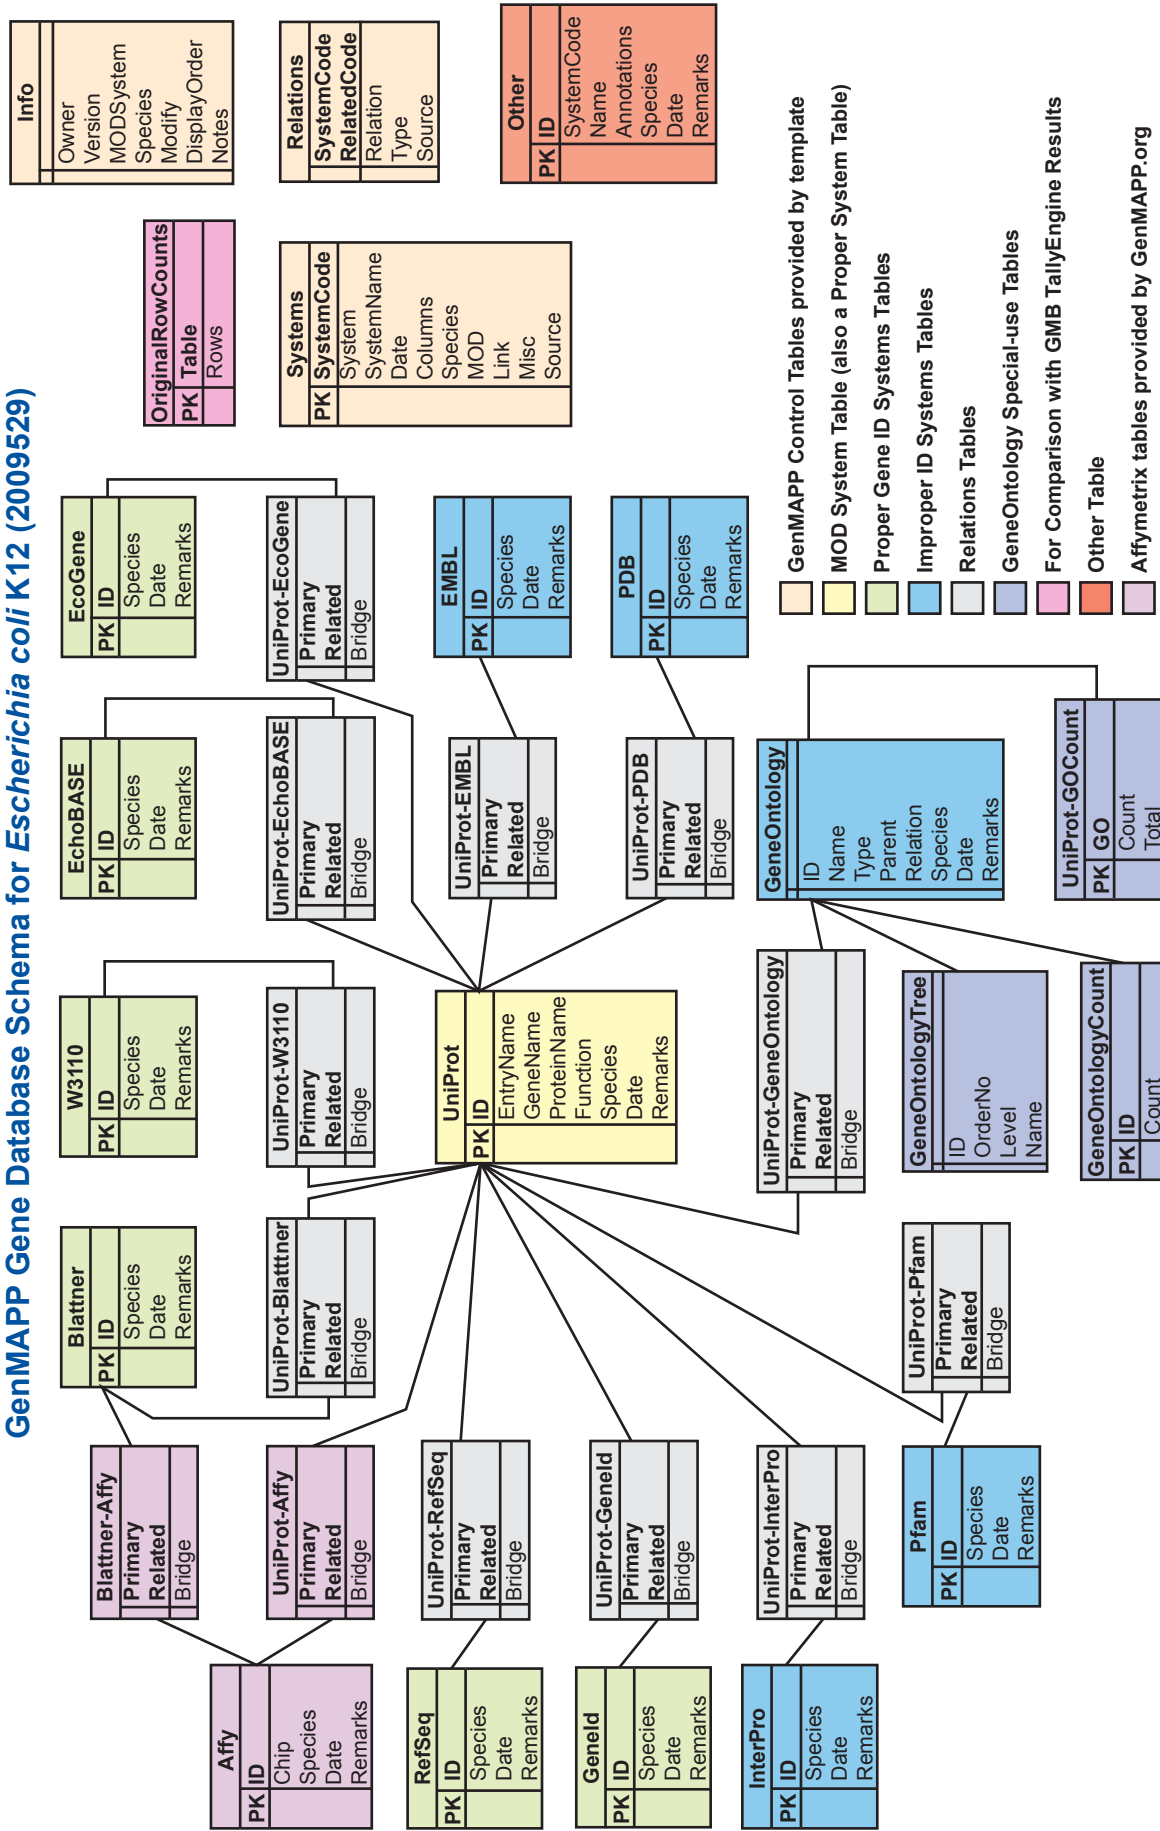 GenMAPP Gene Database Schema for Escherichia coli K12 (2009529)
Affy
PK ID
Chip
Species
Date
Remarks
Blattner-Affy
Primary
Related
Bridge
UniProt-Affy
Primary
Related
Bridge
Blattner
PK ID
Species
Date
Remarks
UniProt-Blatttner
Primary
Related
Bridge
W3110
PK ID
Species
Date
Remarks
UniProt-W3110
Primary
Related
Bridge
EchoBASE
PK ID
Species
Date
Remarks
UniProt-EchoBASE
Primary
Related
Bridge
EcoGene
PK ID
Species
Date
Remarks
UniProt-EcoGene
Primary
Related
Bridge
OriginalRowCounts
PK Table
Rows
Info
Owner
Version
MODSystem
Species
Modify
DisplayOrder
Notes
Systems
PK SystemCode
System
SystemName
Date
Columns
Species
MOD
Link
Misc
Source
Relations
SystemCode
RelatedCode
Relation
Type
Source
Other
PK ID
SystemCode
Name
Annotations
Species
Date
Remarks
RefSeq
PK ID
Species
Date
Remarks
UniProt-RefSeq
Primary
Related
Bridge
GeneId
PK ID
Species
Date
Remarks
UniProt-GeneId
Primary
Related
Bridge
InterPro
PK ID
Species
Date
Remarks
UniProt-InterPro
Primary
Related
Bridge
Pfam
PK ID
Species
Date
Remarks
UniProt-Pfam
Primary
Related
Bridge
UniProt
PK ID
EntryName
GeneName
ProteinName
Function
Species
Date
Remarks
UniProt-EMBL
Primary
Related
Bridge
EMBL
PK ID
Species
Date
Remarks
UniProt-PDB
Primary
Related
Bridge
PDB
PK ID
Species
Date
Remarks
UniProt-GeneOntology
Primary
Related
Bridge
GeneOntology
ID
Name
Type
Parent
Relation
Species
Date
Remarks
GeneOntologyTree
ID
OrderNo
Level
Name
GeneOntologyCount
PK ID
Count
UniProt-GOCount
PK GO
Count
Total
GenMAPP Control Tables provided by template
MOD System Table (also a Proper System Table)
Proper Gene ID Systems Tables
Improper ID Systems Tables
Relations Tables
GeneOntology Special-use Tables
For Comparison with GMB TallyEngine Results
Other Table
Affymetrix tables provided by GenMAPP.org